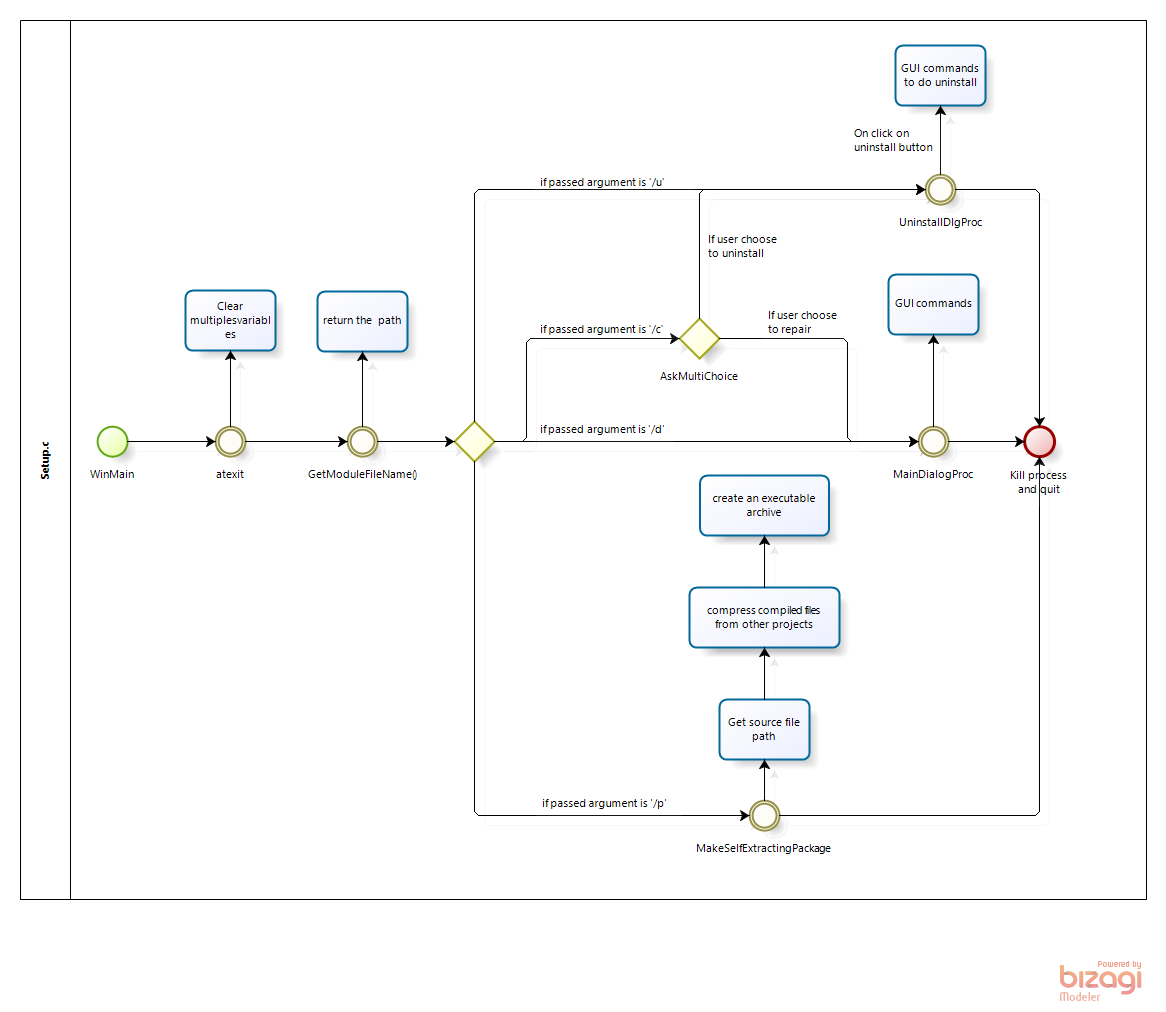 Setup.c
GUI commands
to do uninstall
On click on
uninstall button
if passed argument is '/u'
UninstallDlgProc
If user choose
to uninstall
Clear
multiplesvariabl
es
return the path
GUI commands
if passed argument is '/c'
If user choose
to repair
AskMultiChoice
if passed argument is '/d'
WinMain
atexit
GetModuleFileName()
MainDialogProc
Kill process
and quit
create an executable
archive
compress compiled files
from other projects
Get source file
path
if passed argument is '/p'
MakeSelfExtractingPackage
Powered by
bizagi
Modeler